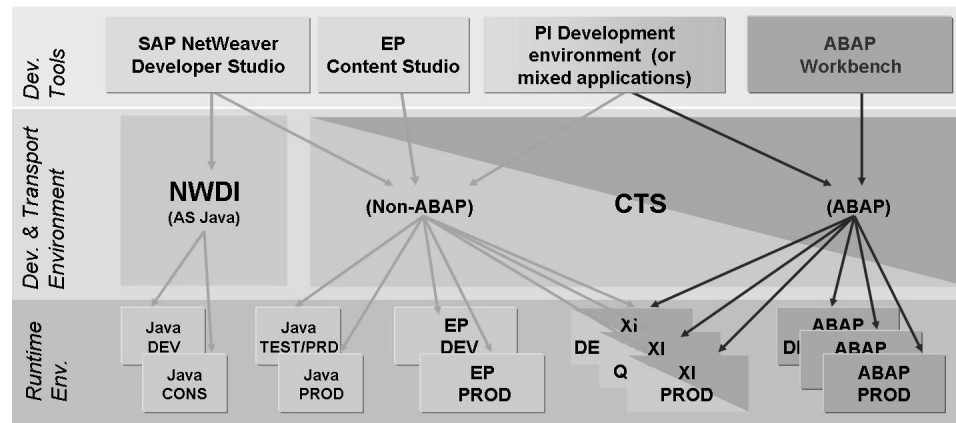 Dev.
Tools
SAP NetWeaver
Developer Studio
EP
Content Studio
PI Development
environment (or
mixed applications)
ABAP
Workbench
Dev. & Transport
Environment
NWDI
(AS Java)
(Non-ABAP)
CTS
(ABAP)
Runtime
Env.
Java
DEV
Java
CONS
Java
TEST/PRD
Java
PROD
EP
DEV
EP
PROD
Xi
DE
XI
Q
XI
PROD
ABAP
ABAP
ABAP
PROD